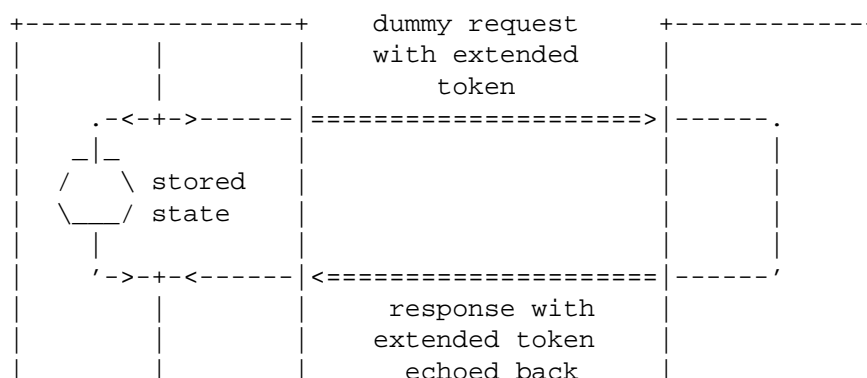 dummy request
with extended
token
stored
state
response with
extended token
echoed back